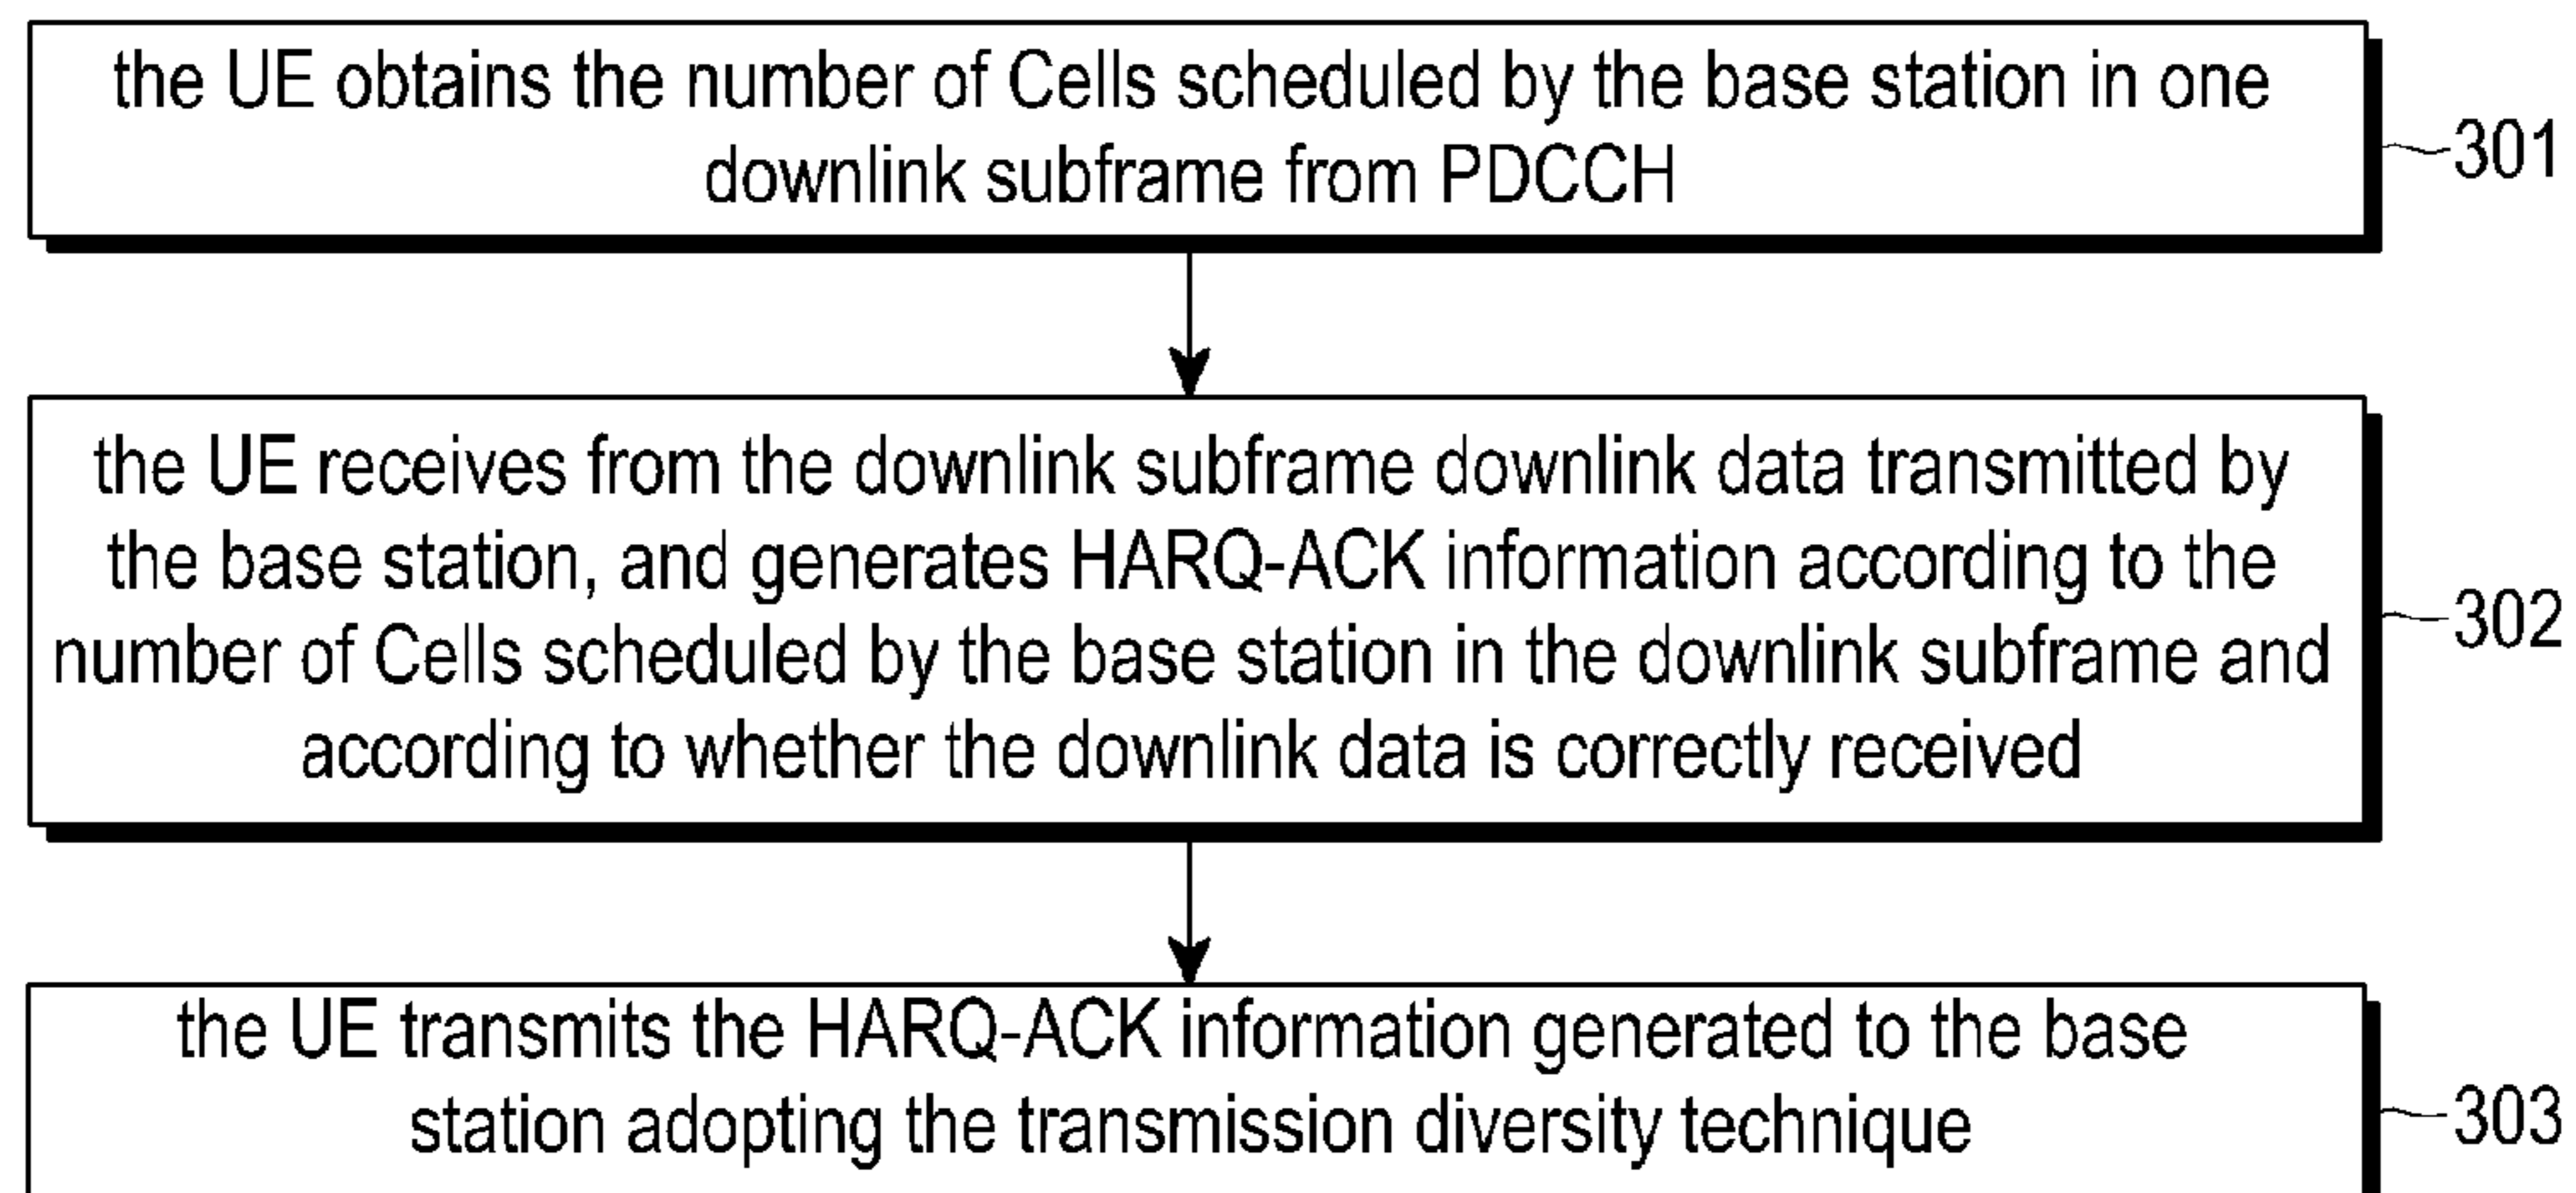 the UE obtains the number of Cells scheduled by the base station in one
downlink subframe from PDCCH
301
the UE receives from the downlink subframe downlink data transmitted by
the base station, and generates HARQ-ACK information according to the
number of Cells scheduled by the base station in the downlink subframe and
according to whether the downlink data is correctly received
302
the UE transmits the HARQ-ACK information generated to the base
station adopting the transmission diversity technique
303